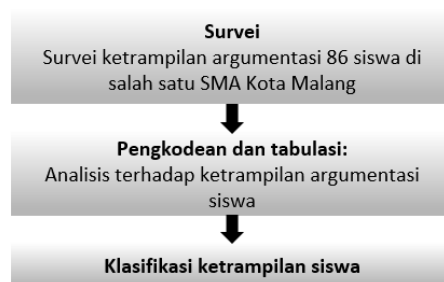 Survei
Survei ketrampilan argumentasi 86 siswa di
salah satu SMA Kota Malang
Pengkodean dan tabulasi:
Analisis terhadap ketrampilan argumentasi
siswa
Klasifikasi ketrampilan siswa